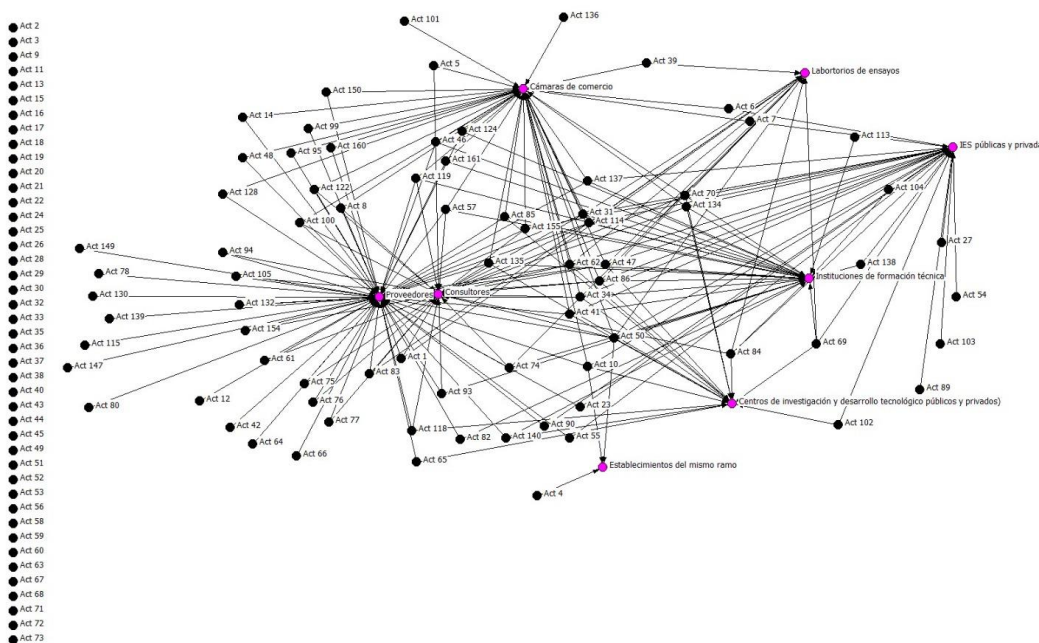 Act 2
Act 3
Act 9
Act 11
Act 13
Act 15
Act 16
Act 17
Act 18
Act 19
Act 20
Act 21
Act 22
Act 24
Act 25
Act 26
Act 28
Act 29
Act 30
Act 32
Act 33
Act 35
Act 36
Act 37
Act 38
Act 40
Act 43
Act 44
Act 45
Act 49
Act 51
Act 52
Act 53
Act 56
Act 58
Act 59
Act 60
Act 63
Act 67
Act 68
Act 71
Act 72
Act 73
Act 101
Act 136
Act 5
Act 39
Labortorios de ensayos
Cámaras de comercio
Act 150
Act 6
Act 14
Act 7
Act 99
Act 124
Act 113
Act 46
Act 160
IES públicas y privada
Act 95
Act 48
Act 161
Act 119
Act 137
Act 122
Act 104
Act 128
Act 70
Act 134
Act 8
Act 57
Act 85
Act 31
Act 100
Act 114
Act 155
Act 27
Act 149
Act 94
Act 135
Act 62
Act 47
Act 138
Act 78
Act 105
Instituciones de formación técnica
Act 86
Act 130
Proveedores
Consultores
Act 34
Act 54
Act 132
Act 139
Act 41
Act 154
Act 50
Act 115
Act 69
Act 103
Act 84
Act 1
Act 61
Act 147
Act 74
Act 10
Act 83
Act 75
Act 89
Act 93
Act 12
Act 76
Centros de investigación y desarrollo tecnológico públicos y privados)
Act 80
Act 23
Act 77
Act 42
Act 90
Act 102
Act 118
Act 82
Act 140
Act 55
Act 64
Act 66
Act 65
Establecimientos del mismo ramo
Act 4